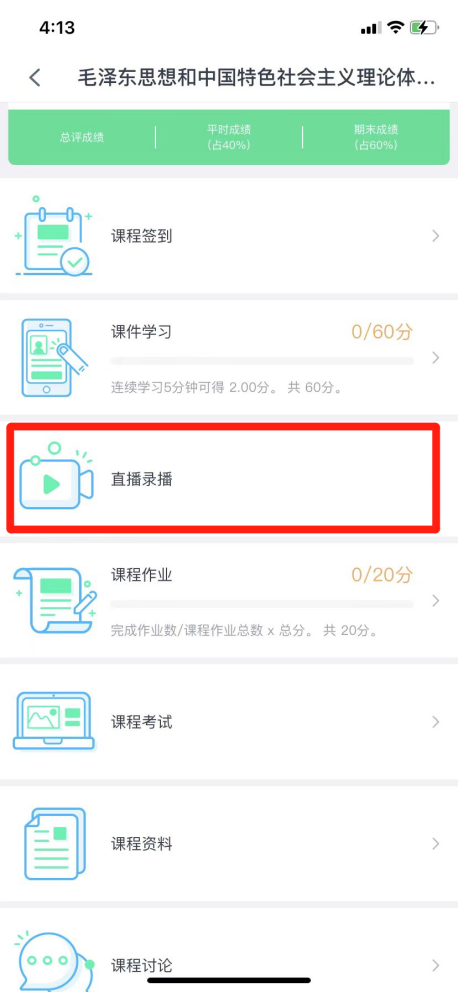 4:13
毛泽东思想和中国特色社会主义理论体...
总评成绩
平时成绩
(占40%)
期末成绩
(占60%)
课程签到
课件学习
0/60分
连续学习5分钟可得 2.00分。 共 60分。
直播录播
课程作业
0/20分
完成作业数/课程作业总数 x 总分。 共 20分。
课程考试
课程资料
课程讨论